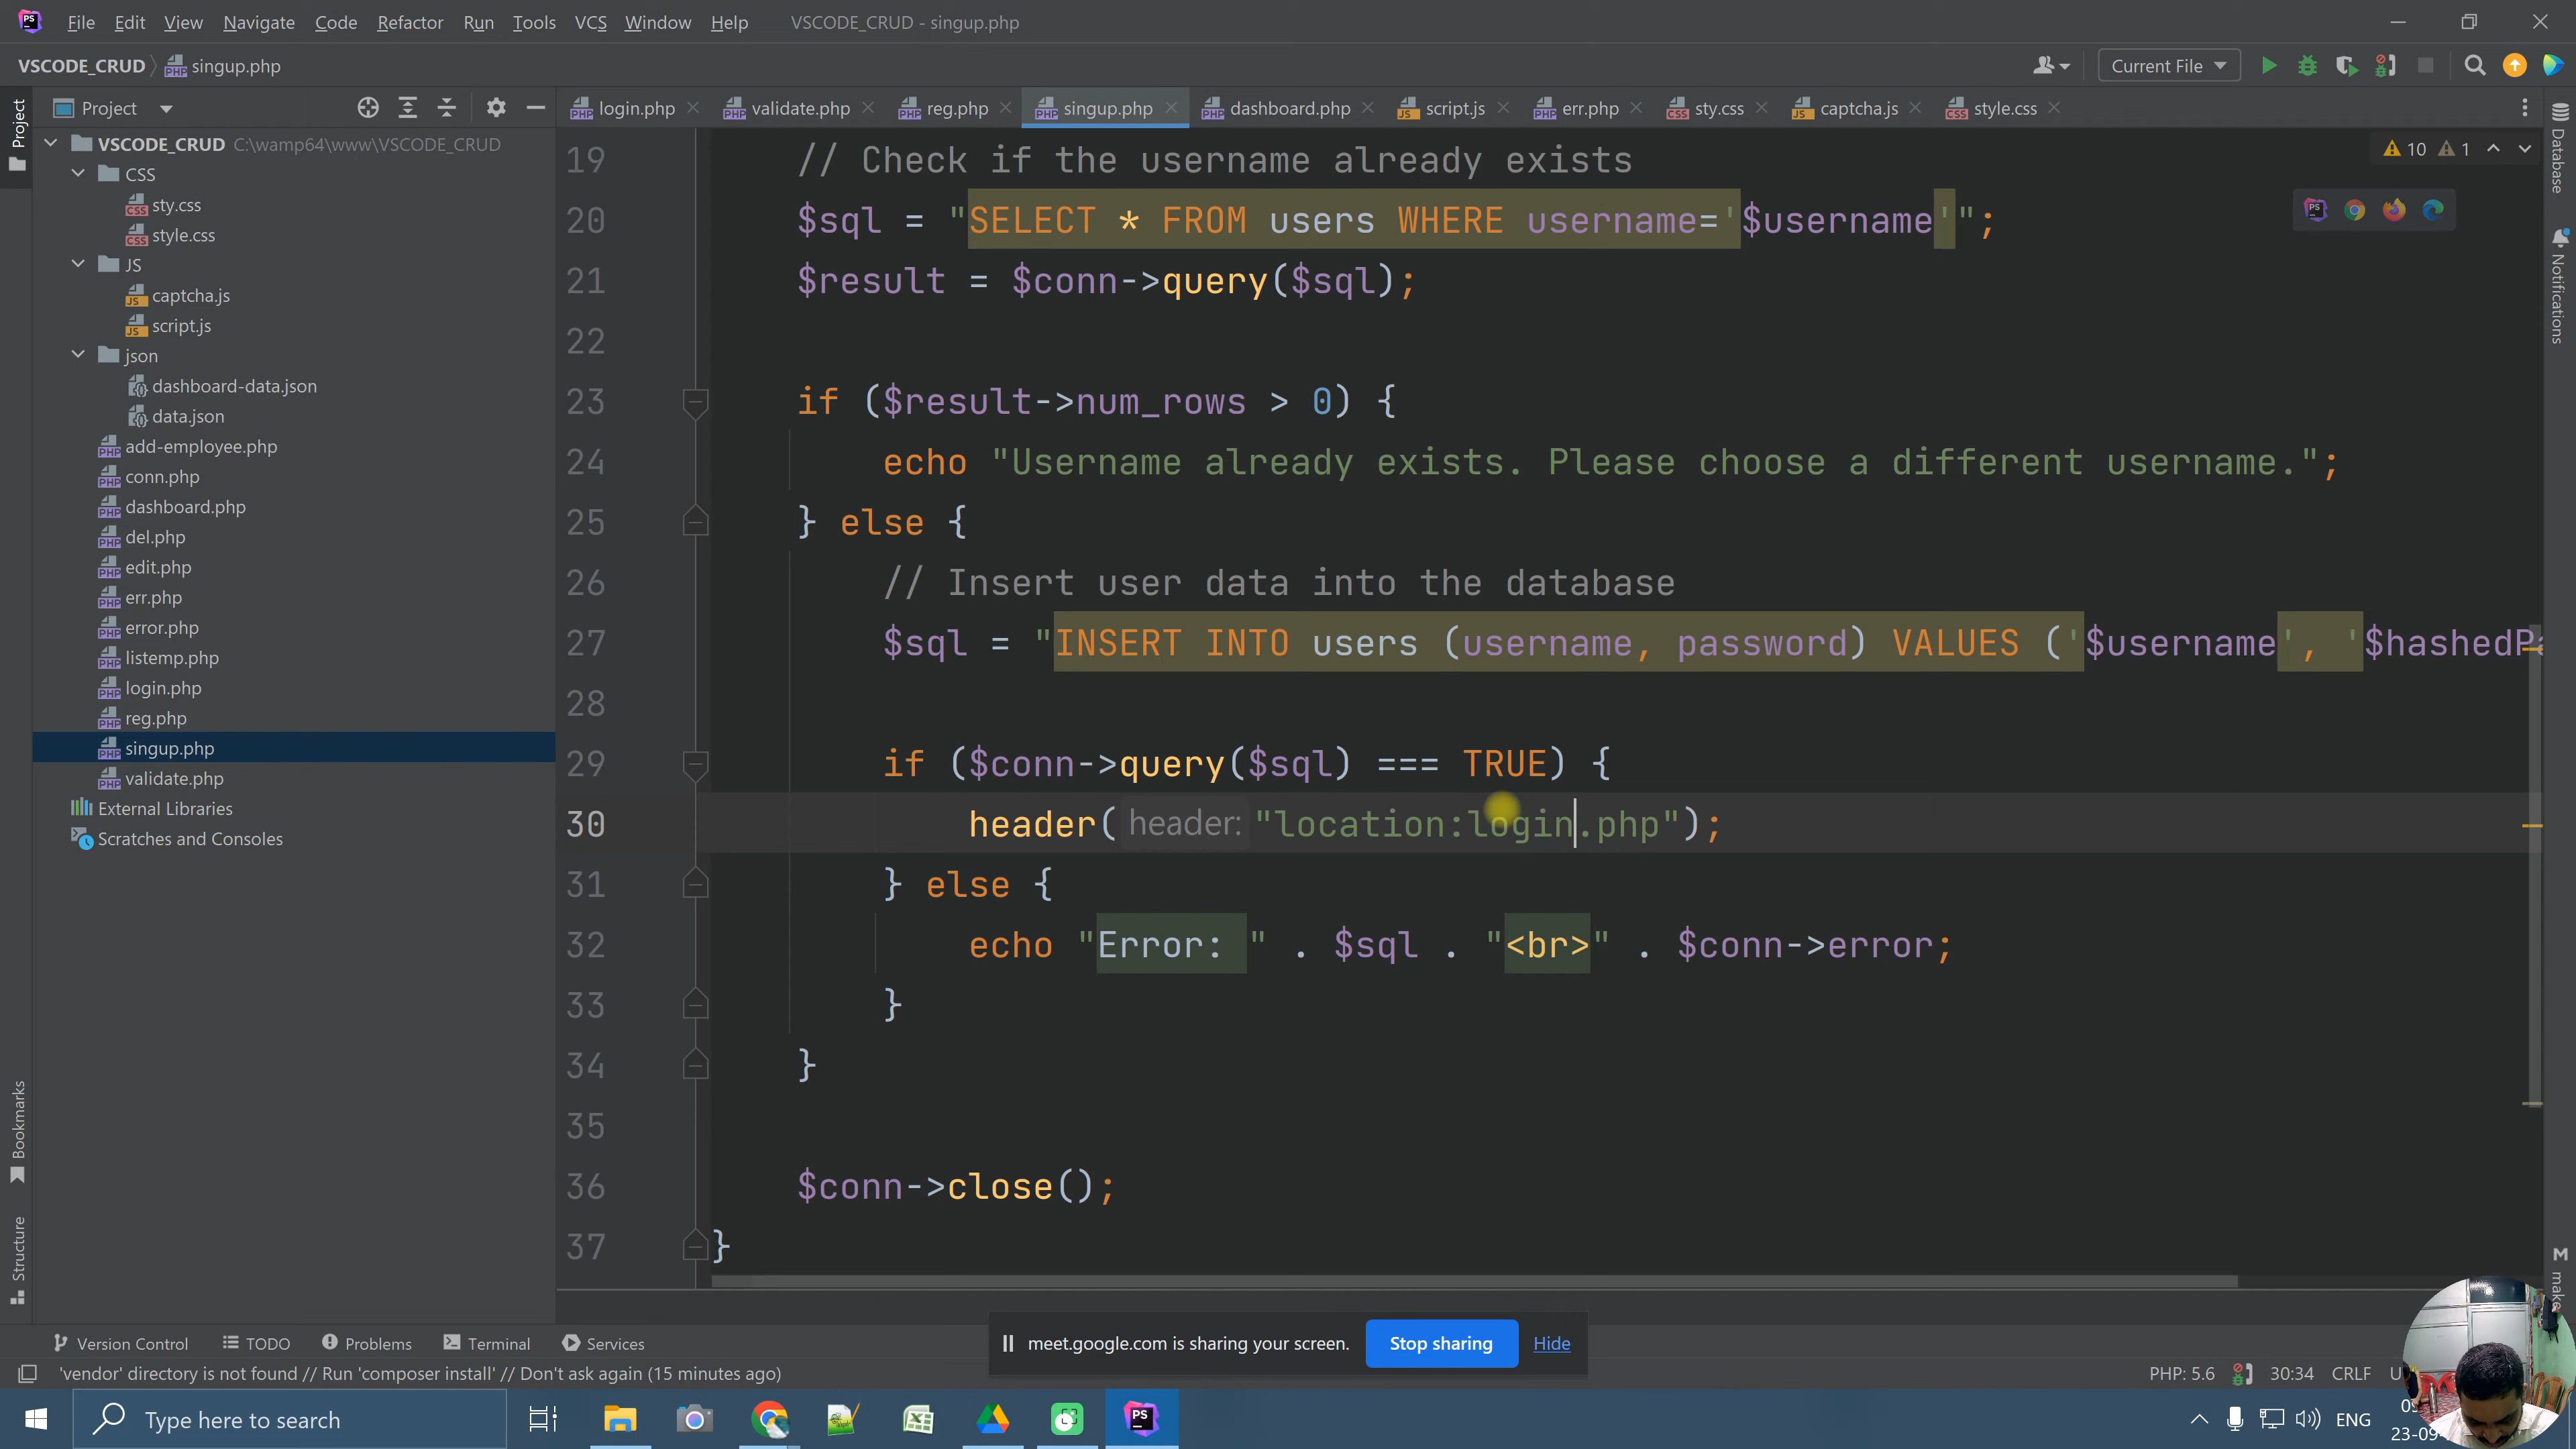 File Edit View Navigate Code Refactor Run Tools VCS Window Help VSCODE_CRUD - singup.php
VSCODE_CRUD singup.php Current File
Project
login.php validate.php reg.php singup.php dashboard.php script.js err.php sty.css captcha.js style.css
Project
Bookmarks
Structure
VSCODE_CRUD C:\wamp64\www\VSCODE_CRUD
CSS
sty.css
style.css
JS
captcha.js
script.js
json
dashboard-data.json
data.json
add-employee.php
conn.php
dashboard.php
del.php
edit.php
err.php
error.php
listemp.php
login.php
reg.php
singup.php
validate.php
External Libraries
Scratches and Consoles
10 1
19 // Check if the username already exists
20 $sql = "SELECT * FROM users WHERE username='$username'";
21 $result = $conn->query($sql);
22
23 if ($result->num_rows > 0) {
24 echo "Username already exists. Please choose a different username.";
25 } else {
26 // Insert user data into the database
27 $sql = "INSERT INTO users (username, password) VALUES ('$username', '$hashedPa
28
29 if ($conn->query($sql) === TRUE) {
30 header( header: "location:login.php");
31 } else {
32 echo "Error: " . $sql . "<br>" . $conn->error;
33 }
34 }
35
36 $conn->close();
37 }
Database
Notifications
make
meet.google.com is sharing your screen. Stop sharing Hide
Version Control TODO Problems Terminal Services
'vendor' directory is not found // Run 'composer install' // Don't ask again (15 minutes ago) PHP: 5.6 30:34 CRLF
Type here to search PS ENG
23-09-